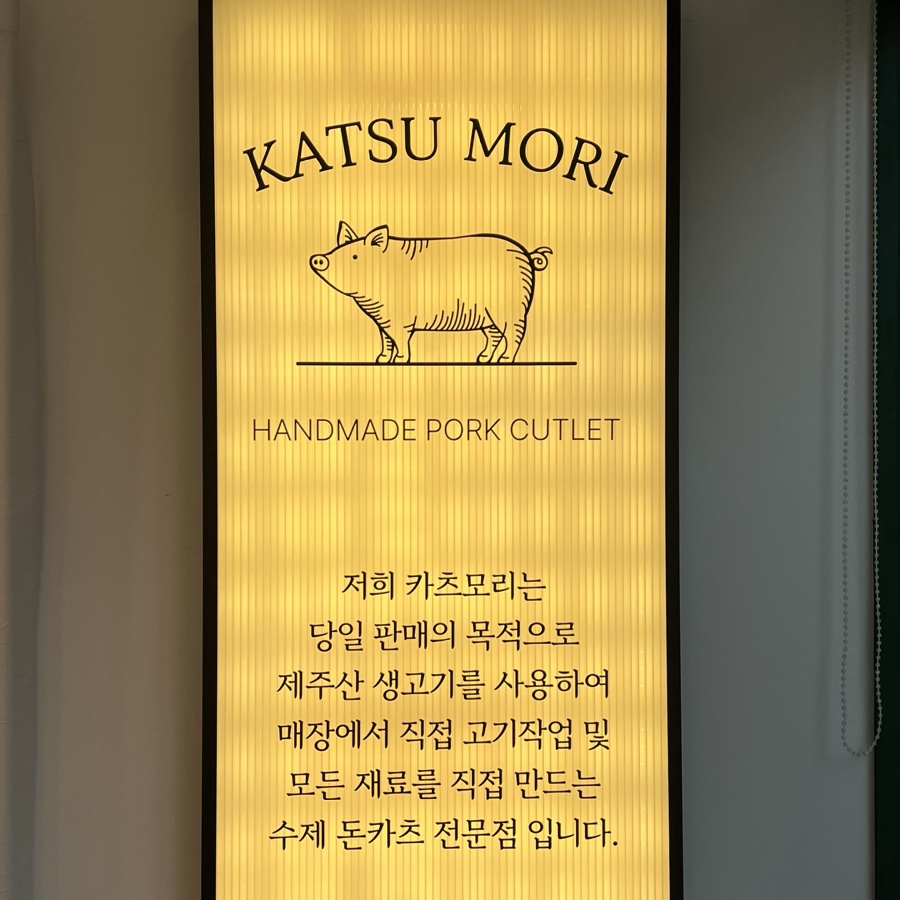 KATSU MORI
HANDMADE PORK CUTLET
저희 카츠모리는
당일 판매의 목적으로
제주산 생고기를 사용하여
매장에서 직접 고기작업 및
모든 재료를 직접 만드는
수제 돈카츠 전문점 입니다.